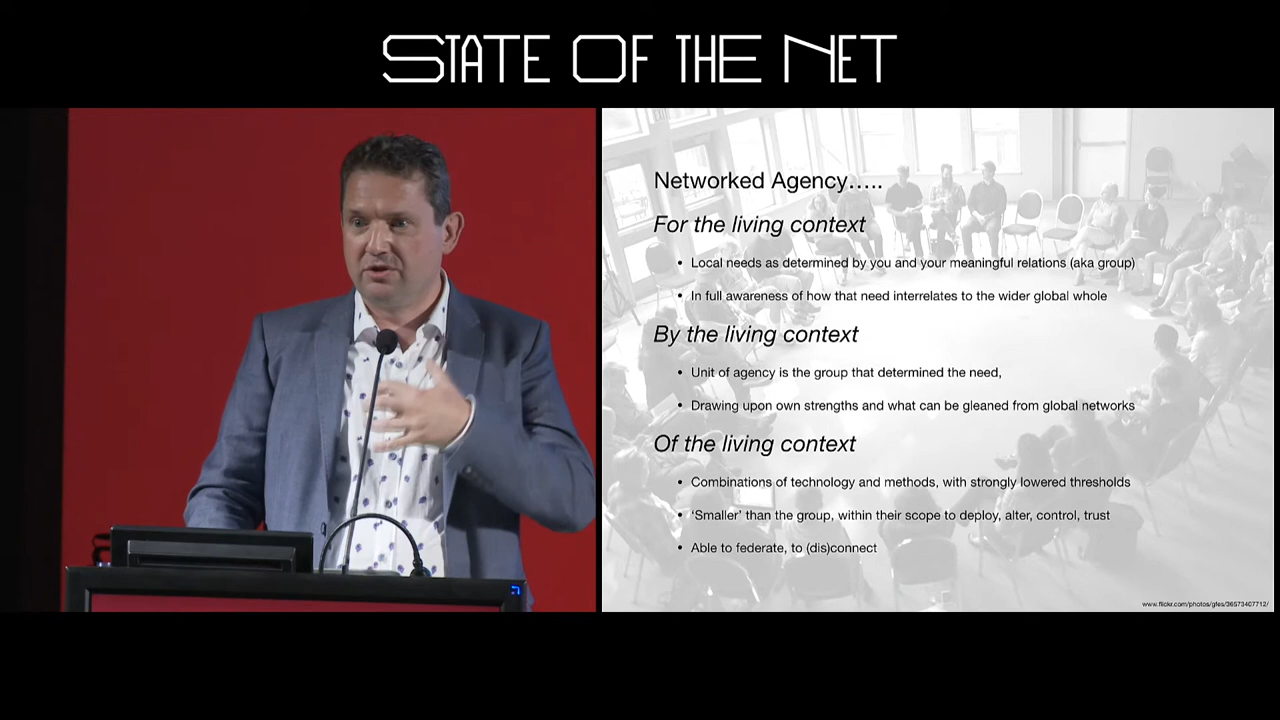 STATE OF THE NET
Networked Agency.....
For the living context
• Local needs as determined by you and your meaningful relations (aka group)
• In full awareness of how that need interrelates to the wider global whole
By the living context
• Unit of agency is the group that determined the need,
• Drawing upon own strengths and what can be gleaned from global networks
Of the living context
• Combinations of technology and methods, with strongly lowered thresholds
• ‘Smaller’ than the group, within their scope to deploy, alter, control, trust
• Able to federate, to (dis)connect
www.flickr.com/photos/gfes/36573407712/